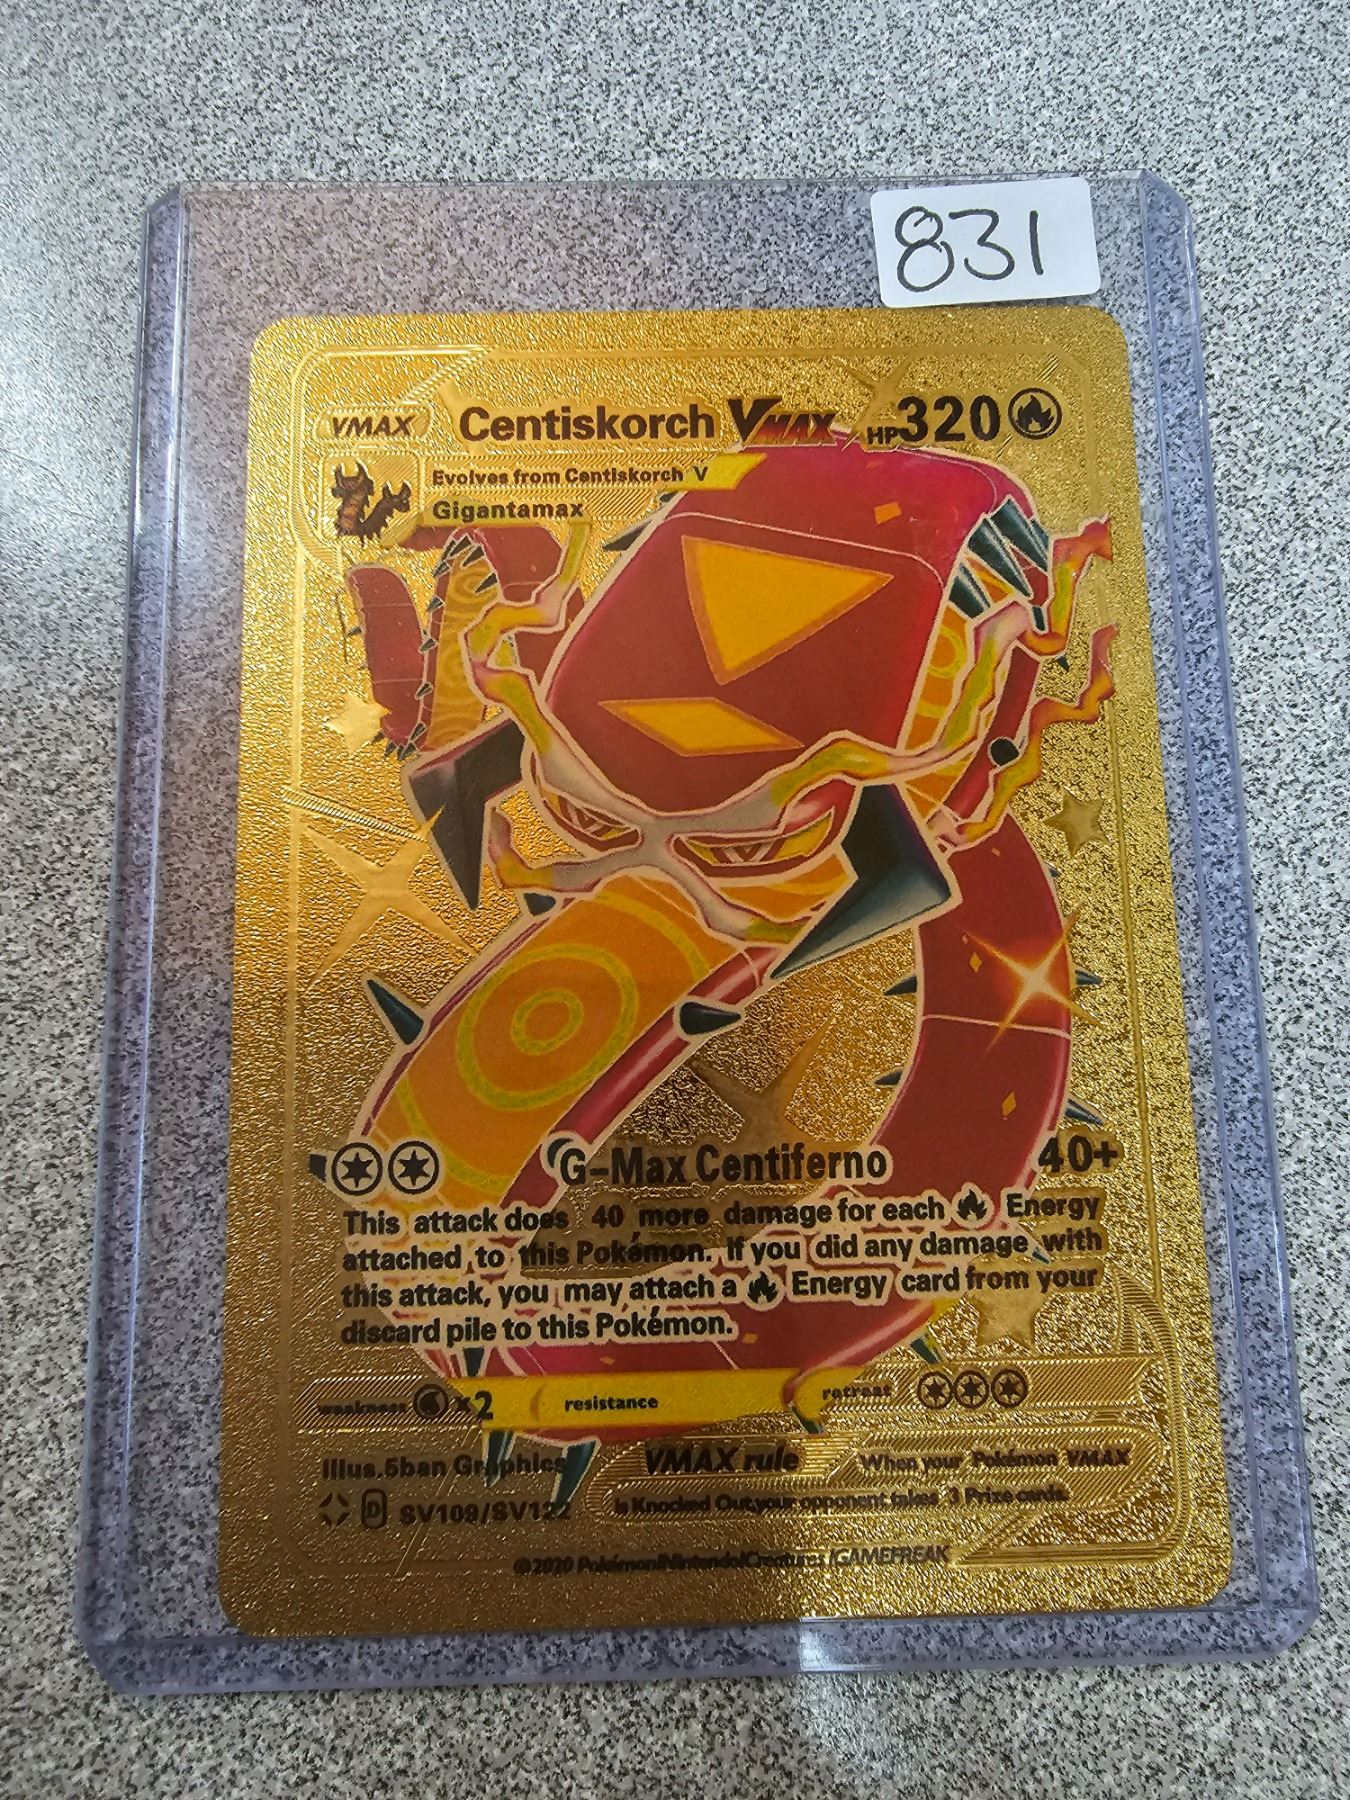 831
VMAX Centiskorch VMAX HP320
Evolves from Centiskorch V
Gigantamax
G-Max Centiferno 40+
This attack does 40 more damage for each Energy
attached to this Pokémon. If you did any damage with
this attack, you may attach a Energy card from your
discard pile to this Pokémon.
weakness x2 resistance retreat
Illus.5ban Graphics VMAX rule When your Pokémon VMAX
is Knocked Out,your opponent takes 3 Prize cards.
D SV109/SV122
©2020 Pokémon/Nintendo/Creatures /GAMEFREAK